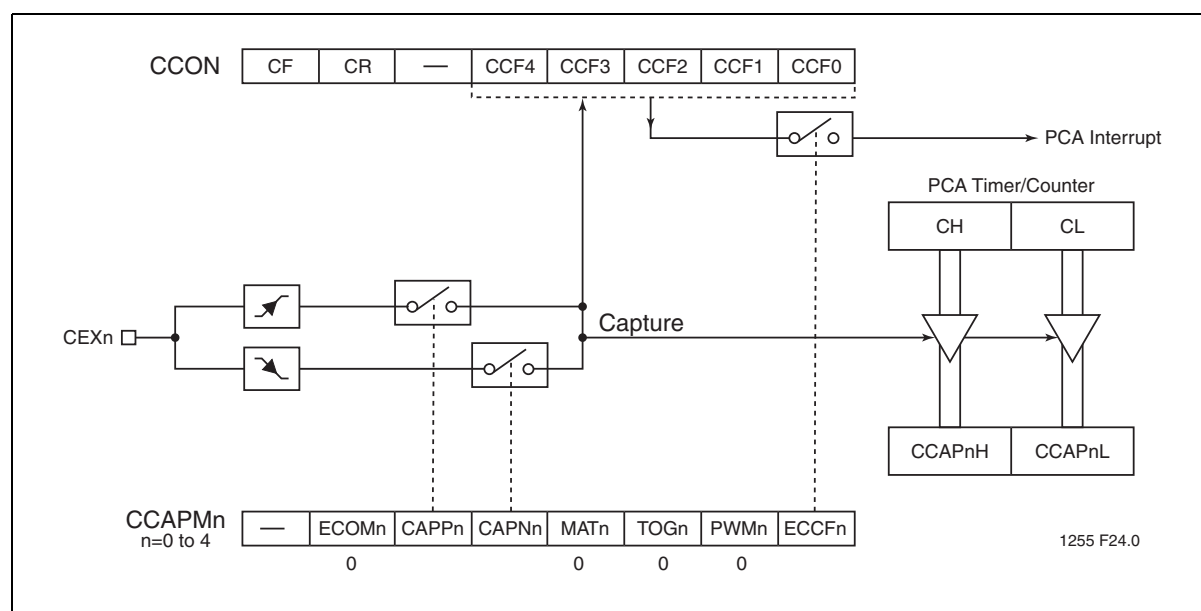 CCON CF CR — CCF4 CCF3 CCF2 CCF1 CCF0
PCA Interrupt
PCA Timer/Counter
CH CL
CEXn
Capture
CCAPnH CCAPnL
CCAPMn — ECOMn CAPPn CAPNn MATn TOGn PWMn ECCFn
n=0 to 4
0 0 0 0
1255 F24.0